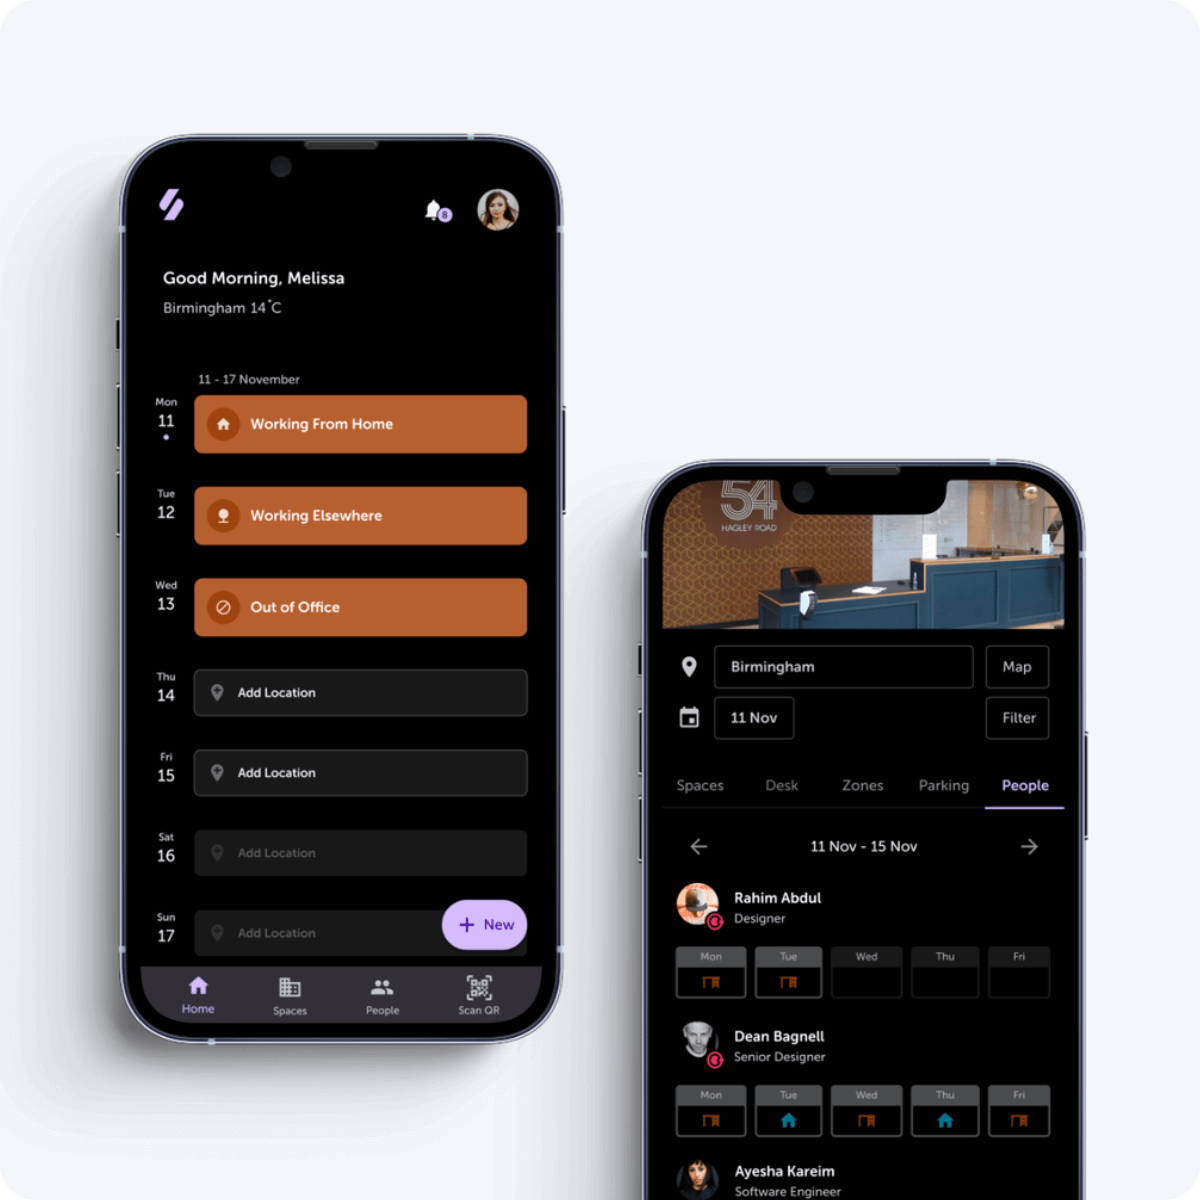 8
Good Morning, Melissa
Birmingham 14°C
11 - 17 November
Mon
11
Working From Home
Tue
12
Working Elsewhere
Wed
13
Out of Office
Thu
14
Add Location
Fri
15
Add Location
Sat
16
Add Location
Sun
17
Add Location
+ New
Home Spaces People Scan QR
54
HAGLEY ROAD
Birmingham Map
11 Nov Filter
Spaces Desk Zones Parking People
11 Nov - 15 Nov
Rahim Abdul
Designer
Mon Tue Wed Thu Fri
Dean Bagnell
Senior Designer
Mon Tue Wed Thu Fri
Ayesha Kareim
Software Engineer